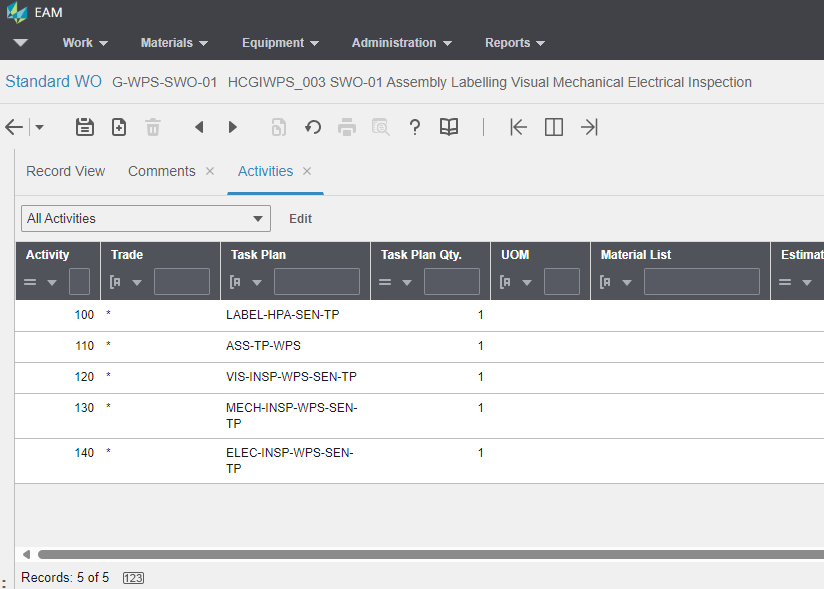 EAM
Work Materials Equipment Administration Reports
Standard WO G-WPS-SWO-01 HCGIWPS_003 SWO-01 Assembly Labelling Visual Mechanical Electrical Inspection
Record View Comments × Activities ×
All Activities Edit
Activity Trade Task Plan Task Plan Qty. UOM Material List Estimat
100 * LABEL-HPA-SEN-TP 1
110 * ASS-TP-WPS 1
120 * VIS-INSP-WPS-SEN-TP 1
130 * MECH-INSP-WPS-SEN- 1
TP
140 * ELEC-INSP-WPS-SEN- 1
TP
Records: 5 of 5 123